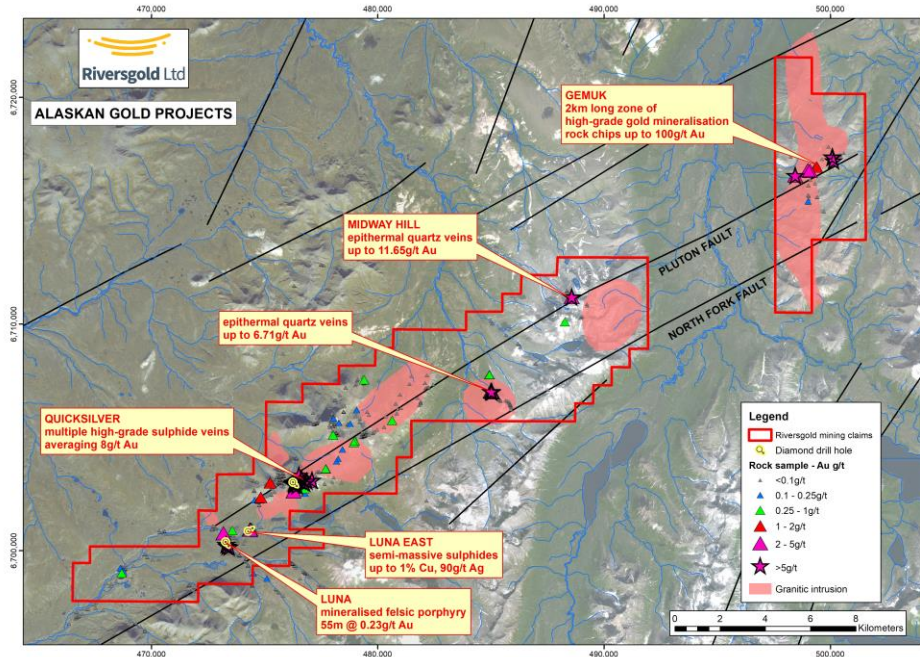 470,000
480,000
490,000
500,000
Riversgold Ltd
ALASKAN GOLD PROJECTS
6,720,000
GEMUK
2km long zone of
high-grade gold mineralisation
rock chips up to 100g/t Au
MIDWAY HILL
epithermal quartz veins
up to 11.65g/t Au
PLUTON FAULT
NORTH FORK FAULT
6,710,000
6,710,000
epithermal quartz veins
up to 6.71g/t Au
QUICKSILVER
multiple high-grade sulphide veins
averaging 8g/t Au
LUNA EAST
semi-massive sulphides
up to 1% Cu, 90g/t Ag
LUNA
mineralised felsic porphyry
55m @ 0.23g/t Au
6,700,000
6,700,000
Legend
Riversgold mining claims
Diamond drill hole
Rock sample - Au g/t
<0.1g/t
0.1 - 0.25g/t
0.25 - 1g/t
1 - 2g/t
2 - 5g/t
>5g/t
Granitic intrusion
0 2 4 6 8
Kilometers
470,000
480,000
490,000
500,000